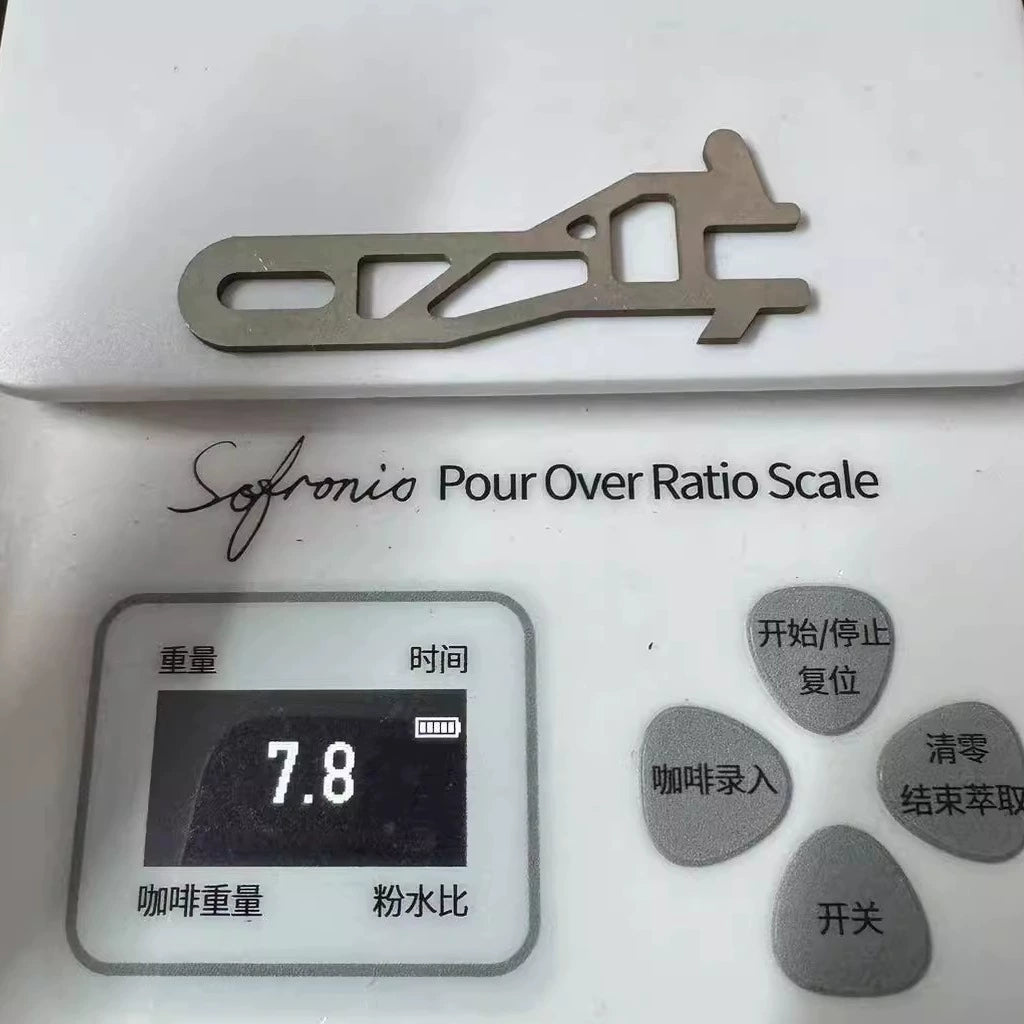 Sofronio Pour Over Ratio Scale
重量 时间
7.8
咖啡重量 粉水比
开始/停止
复位
咖啡录入
清零
结束萃取
开关